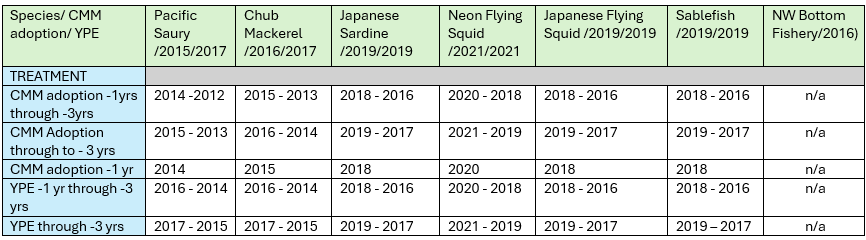 Species/ CMM adoption/ YPE | Pacific Saury /2015/2017 | Chub Mackerel /2016/2017 | Japanese Sardine /2019/2019 | Neon Flying Squid /2021/2021 | Japanese Flying Squid /2019/2019 | Sablefish /2019/2019 | NW Bottom Fishery/2016)
TREATMENT
CMM adoption -1yrs through -3yrs | 2014 -2012 | 2015 - 2013 | 2018 - 2016 | 2020 - 2018 | 2018 - 2016 | 2018 - 2016 | n/a
CMM Adoption through to - 3 yrs | 2015 - 2013 | 2016 - 2014 | 2019 - 2017 | 2021 - 2019 | 2019 - 2017 | 2019 - 2017 | n/a
CMM adoption -1 yr | 2014 | 2015 | 2018 | 2020 | 2018 | 2018 | n/a
YPE -1 yr through -3 yrs | 2016 - 2014 | 2016 - 2014 | 2018 - 2016 | 2020 - 2018 | 2018 - 2016 | 2018 - 2016 | n/a
YPE through -3 yrs | 2017 - 2015 | 2017 - 2015 | 2019 - 2017 | 2021 - 2019 | 2019 - 2017 | 2019 – 2017 | n/a